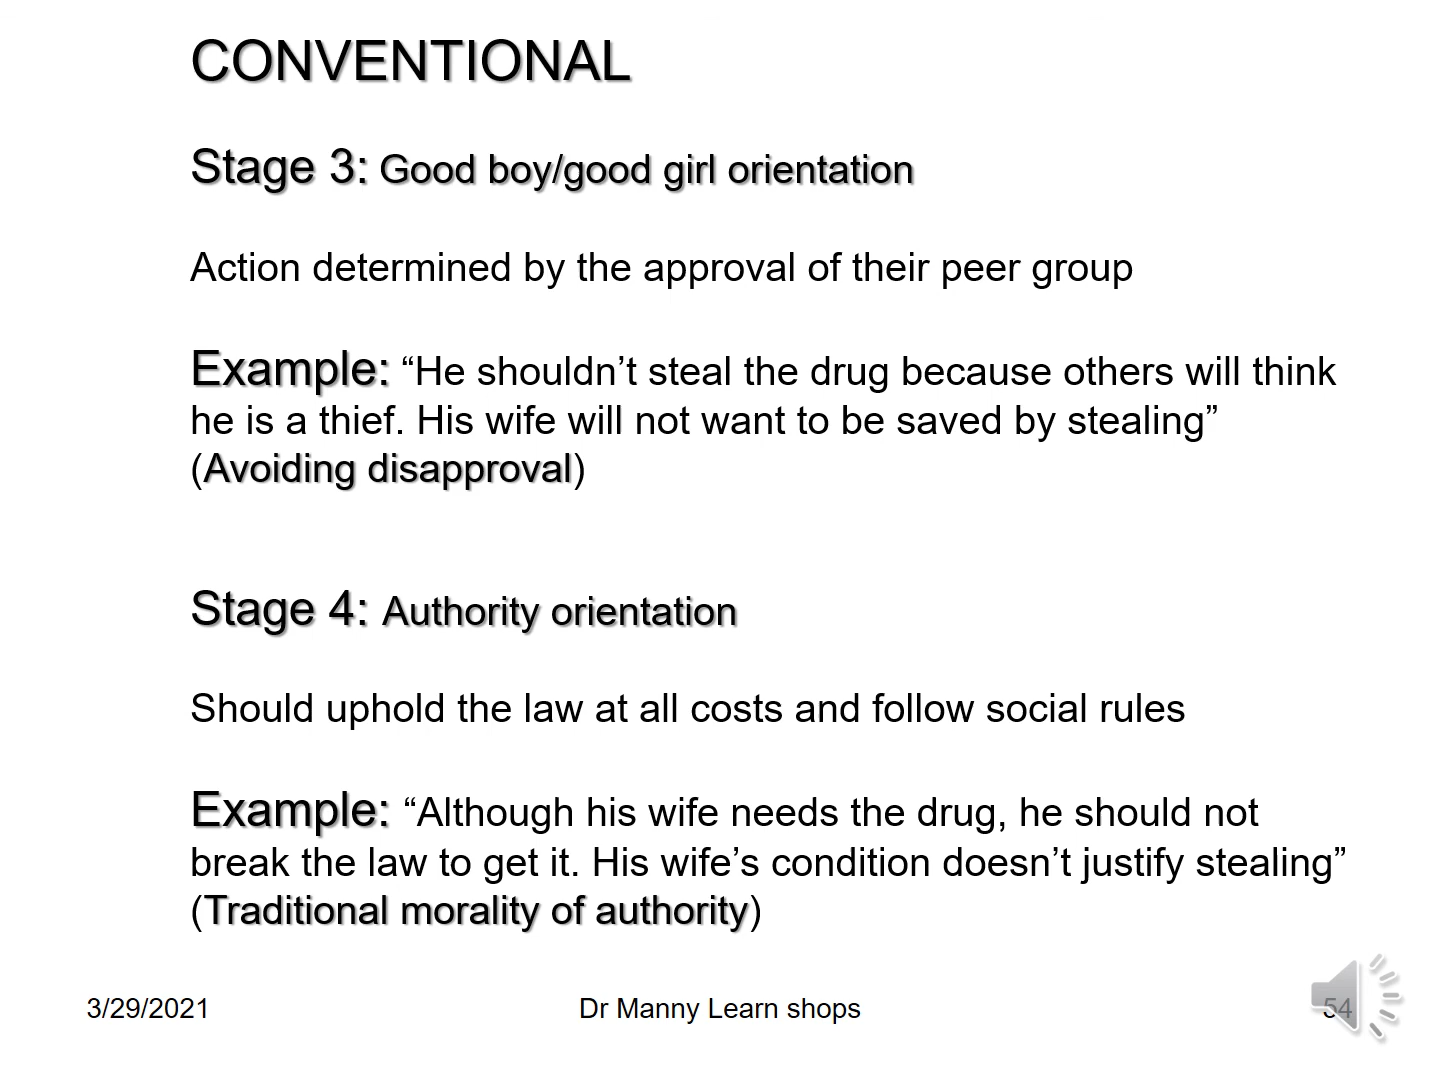 CONVENTIONAL
Stage 3: Good boy/good girl orientation
Action determined by the approval of their peer group
Example: “He shouldn’t steal the drug because others will think
he is a thief. His wife will not want to be saved by stealing”
(Avoiding disapproval)
Stage 4: Authority orientation
Should uphold the law at all costs and follow social rules
Example: “Although his wife needs the drug, he should not
break the law to get it. His wife’s condition doesn’t justify stealing”
(Traditional morality of authority)
3/29/2021
Dr Manny Learn shops
54